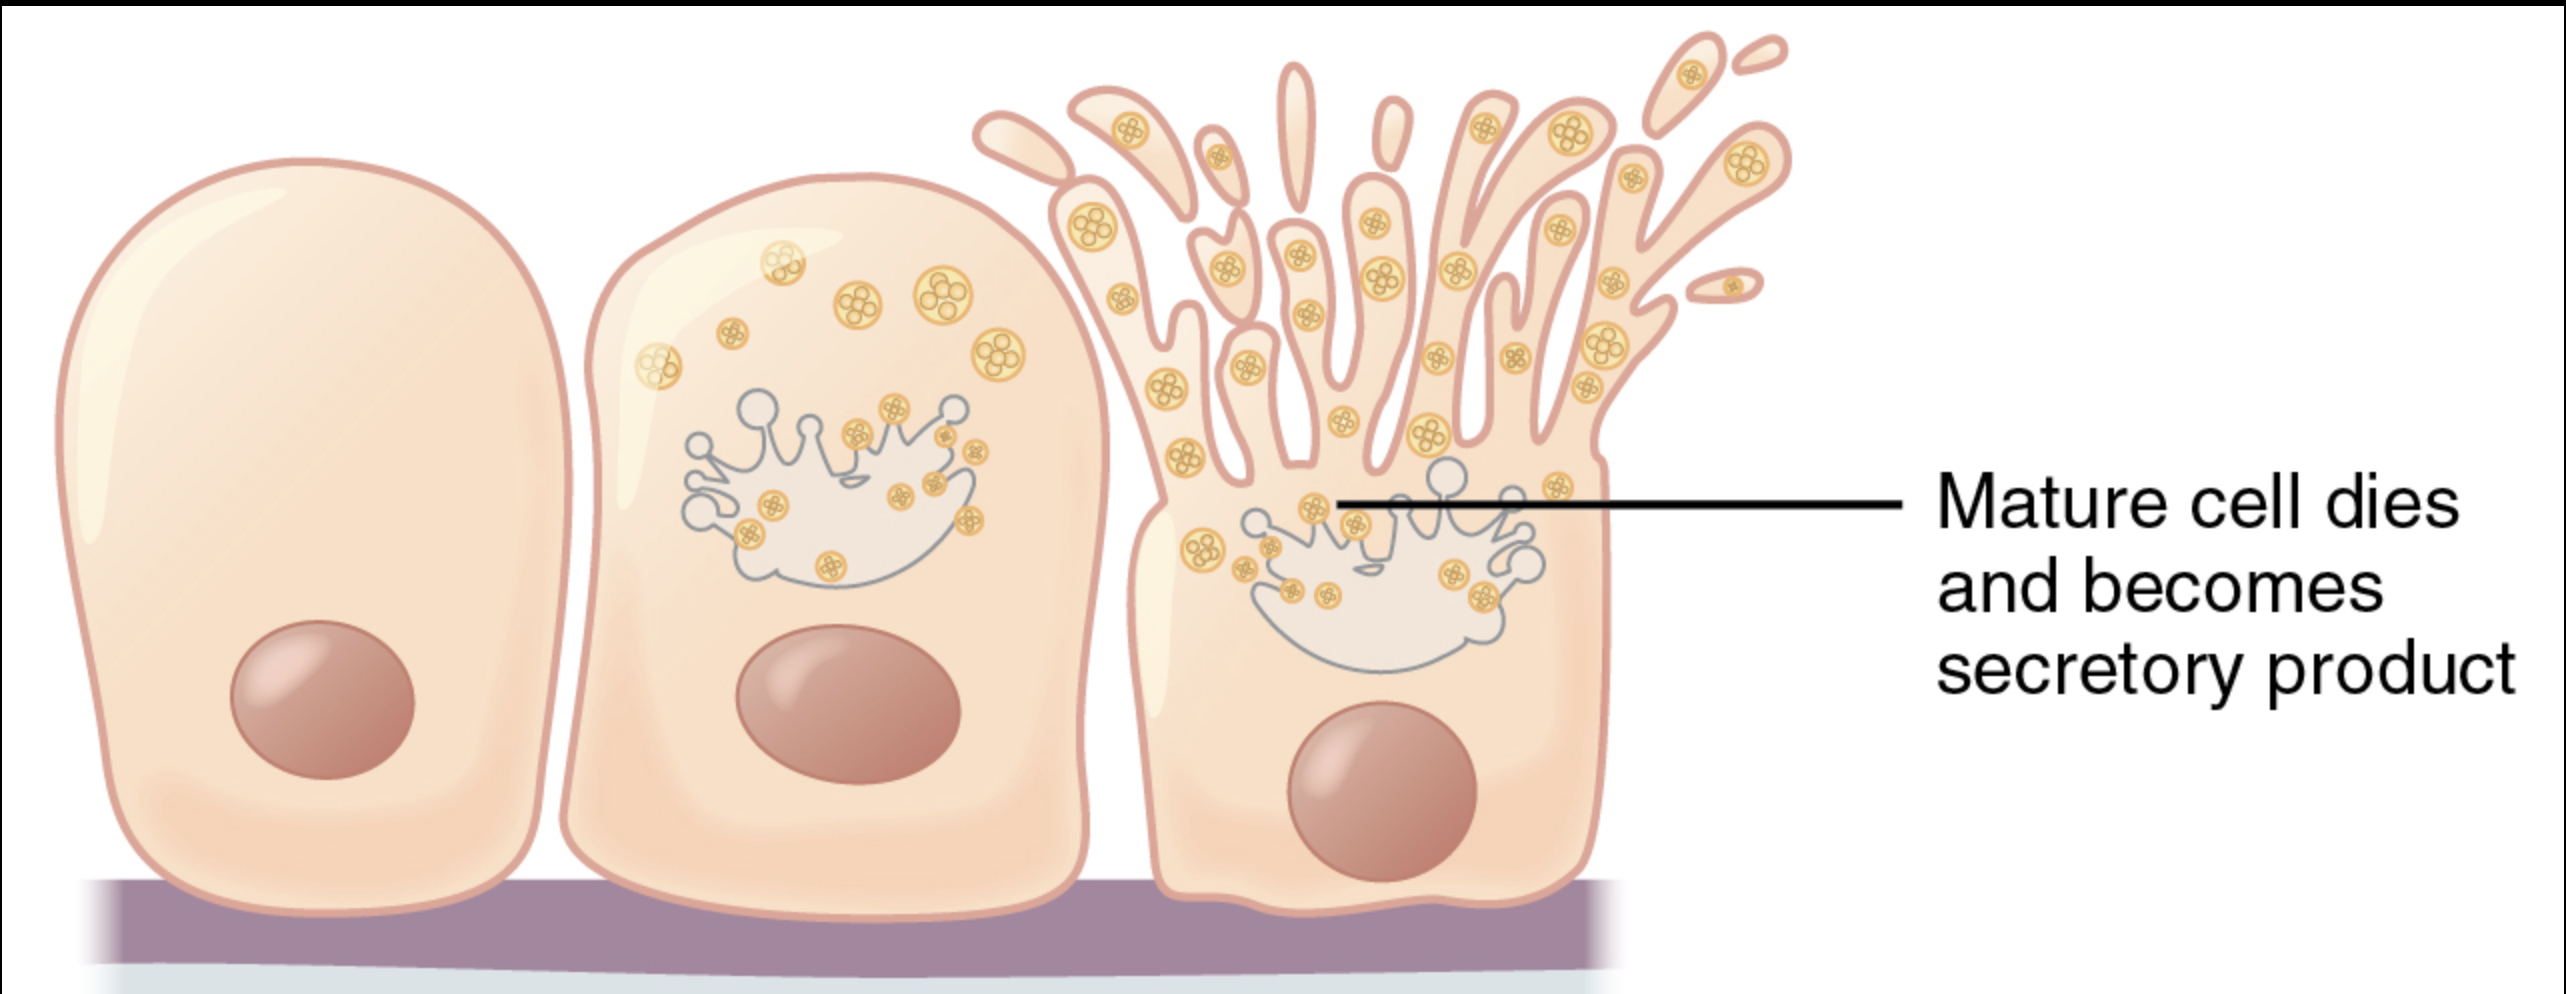 Mature cell dies
and becomes
secretory product